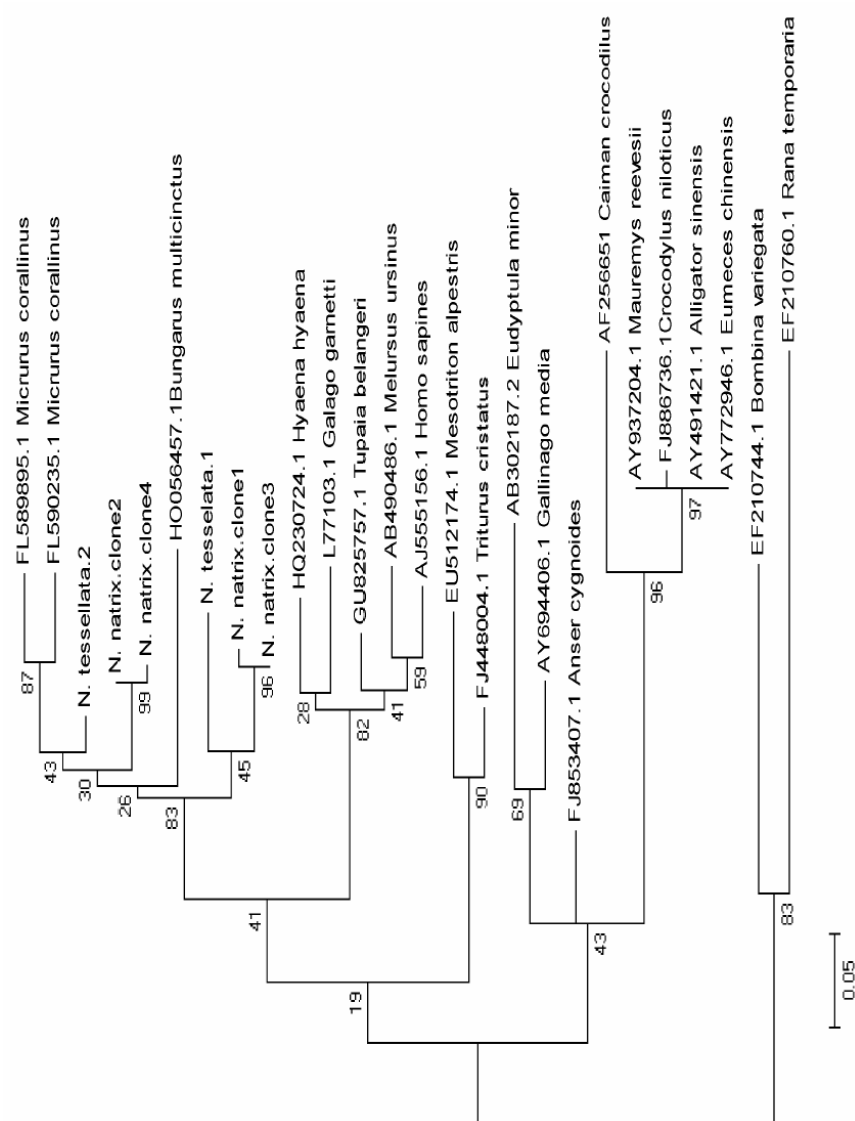 FL589895.1 Micrurus corallinus
FL590235.1 Micrurus corallinus
87
N. tessellata.2
43
N. natrix.clone2
N. natrix.clone4
99
30
HO056457.1Bungarus multicinctus
26
N. tesselata.1
N. natrix.clone1
N. natrix.clone3
96
45
83
HQ230724.1 Hyaena hyaena
L77103.1 Galago garnetti
28
GU825757.1 Tupaia belangeri
AB490486.1 Melursus ursinus
AJ555156.1 Homo sapines
59
41
82
41
EU512174.1 Mesotriton alpestris
FJ448004.1 Triturus cristatus
90
19
AB302187.2 Eudyptula minor
AY694406.1 Gallinago media
69
FJ853407.1 Anser cygnoides
43
AF256651 Caiman crocodilus
AY937204.1 Mauremys reevesii
FJ886736.1Crocodylus niloticus
AY491421.1 Alligator sinensis
AY772946.1 Eumeces chinensis
97
96
EF210744.1 Bombina variegata
EF210760.1 Rana temporaria
83
0.05